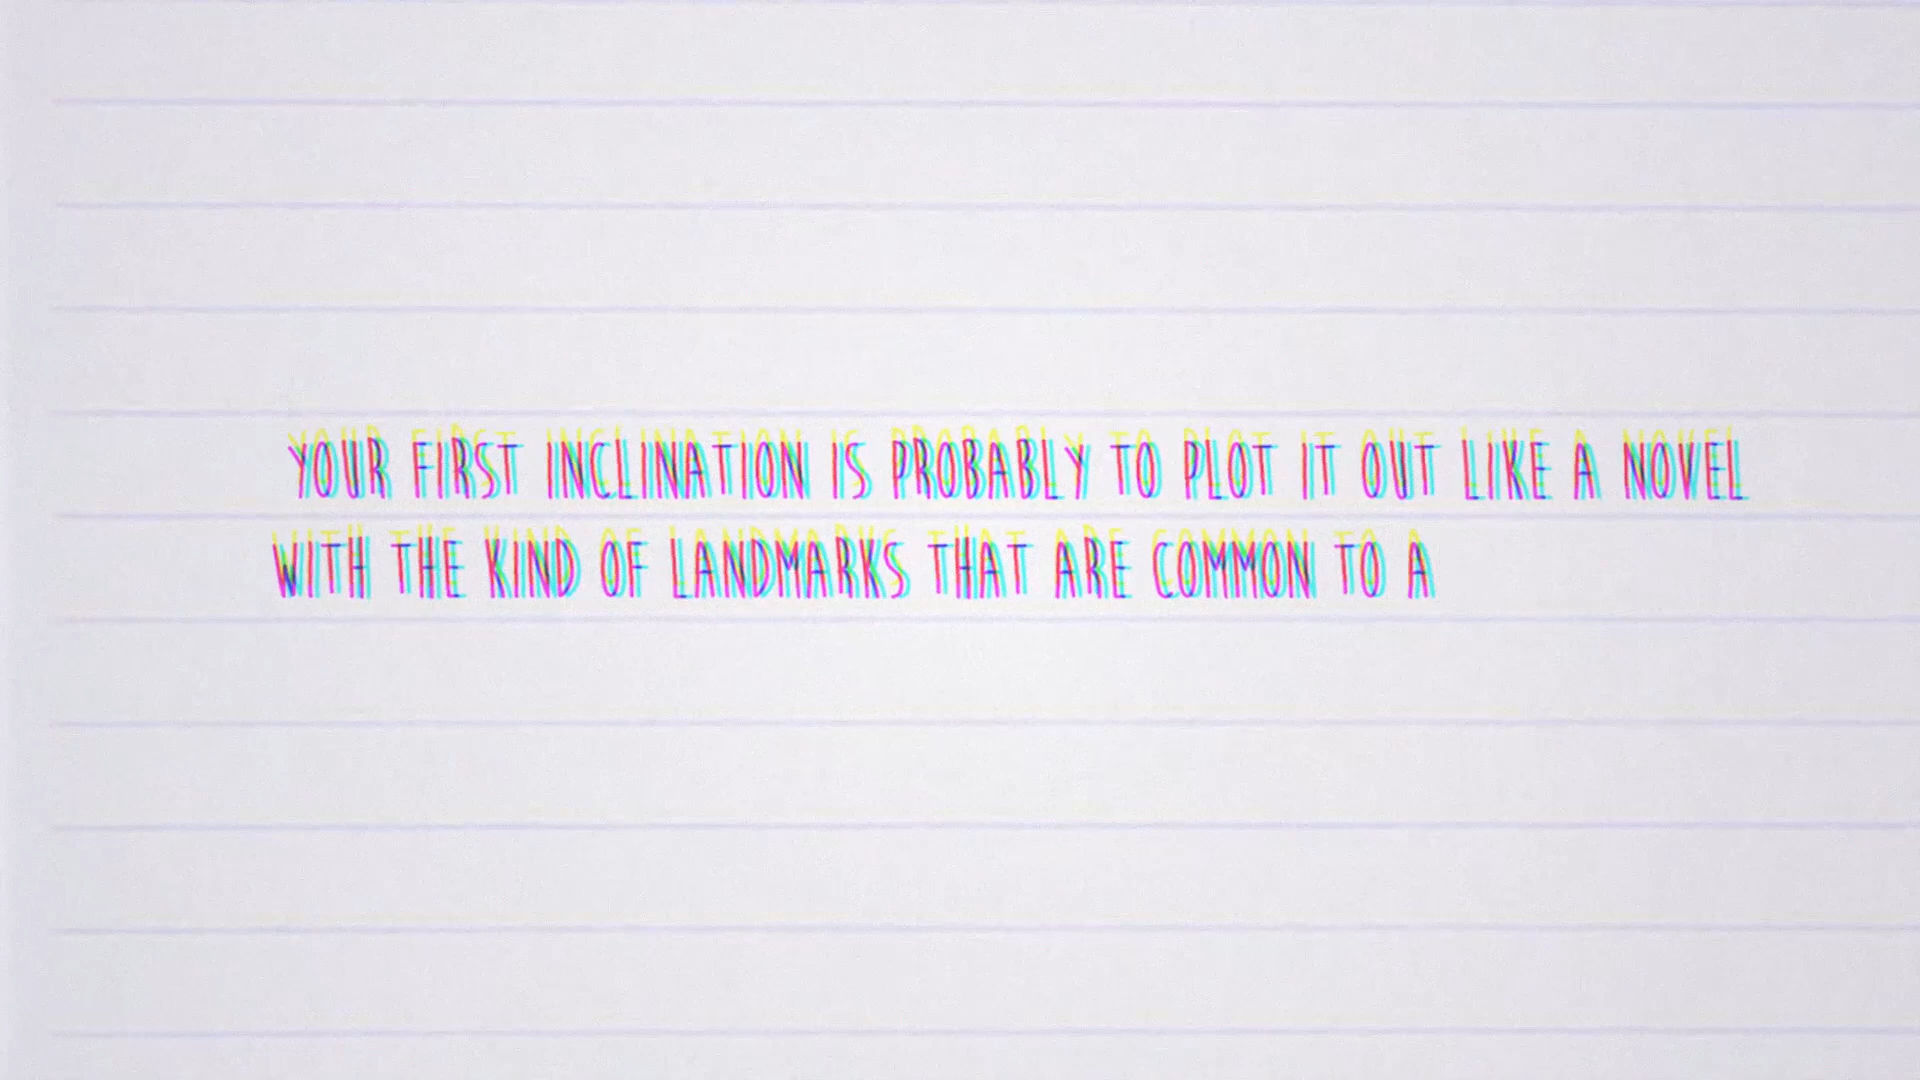 YOUR FIRST INCLINATION IS PROBABLY TO PLOT IT OUT LIKE A NOVEL
WITH THE KIND OF LANDMARKS THAT ARE COMMON TO A